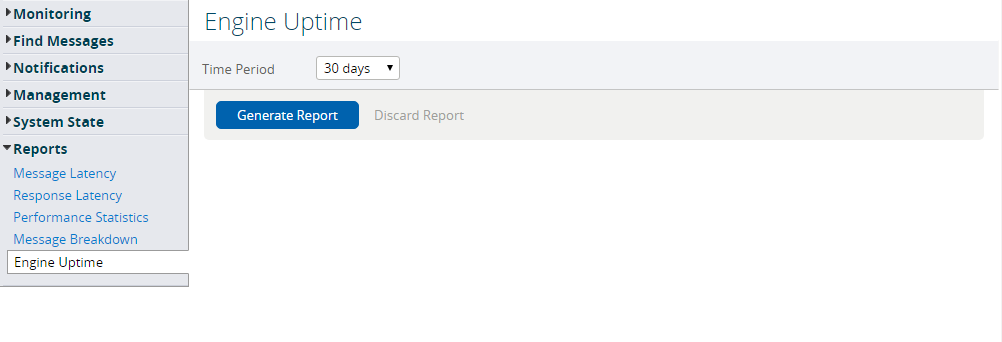 Monitoring
Find Messages
Notifications
Management
System State
Reports
Message Latency
Response Latency
Performance Statistics
Message Breakdown
Engine Uptime
Engine Uptime
Time Period 30 days
Generate Report Discard Report